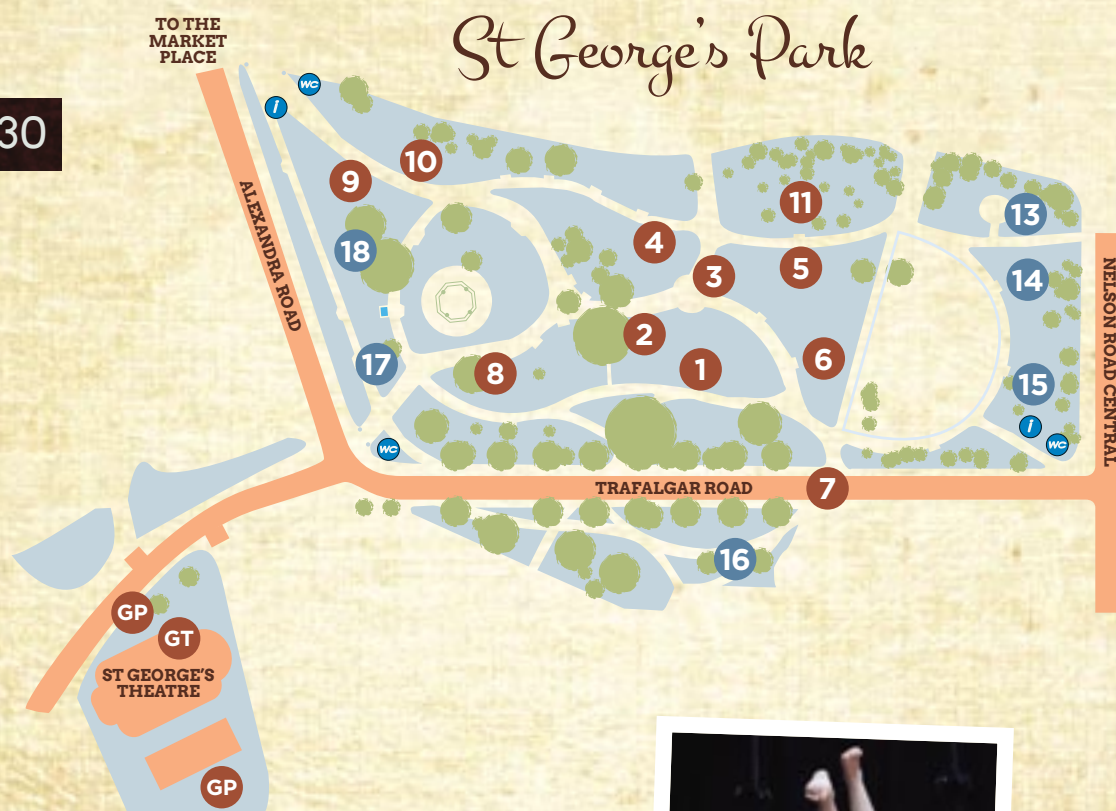 TO THE
MARKET
PLACE
St George's Park
30
wc
i
10
9
11
13
ALEXANDRA ROAD
18
4
3
5
14
NELSON ROAD CENTRAL
2
17
8
1
6
15
i
wc
wc
TRAFALGAR ROAD
7
16
GP
GT
ST GEORGE'S
THEATRE
GP